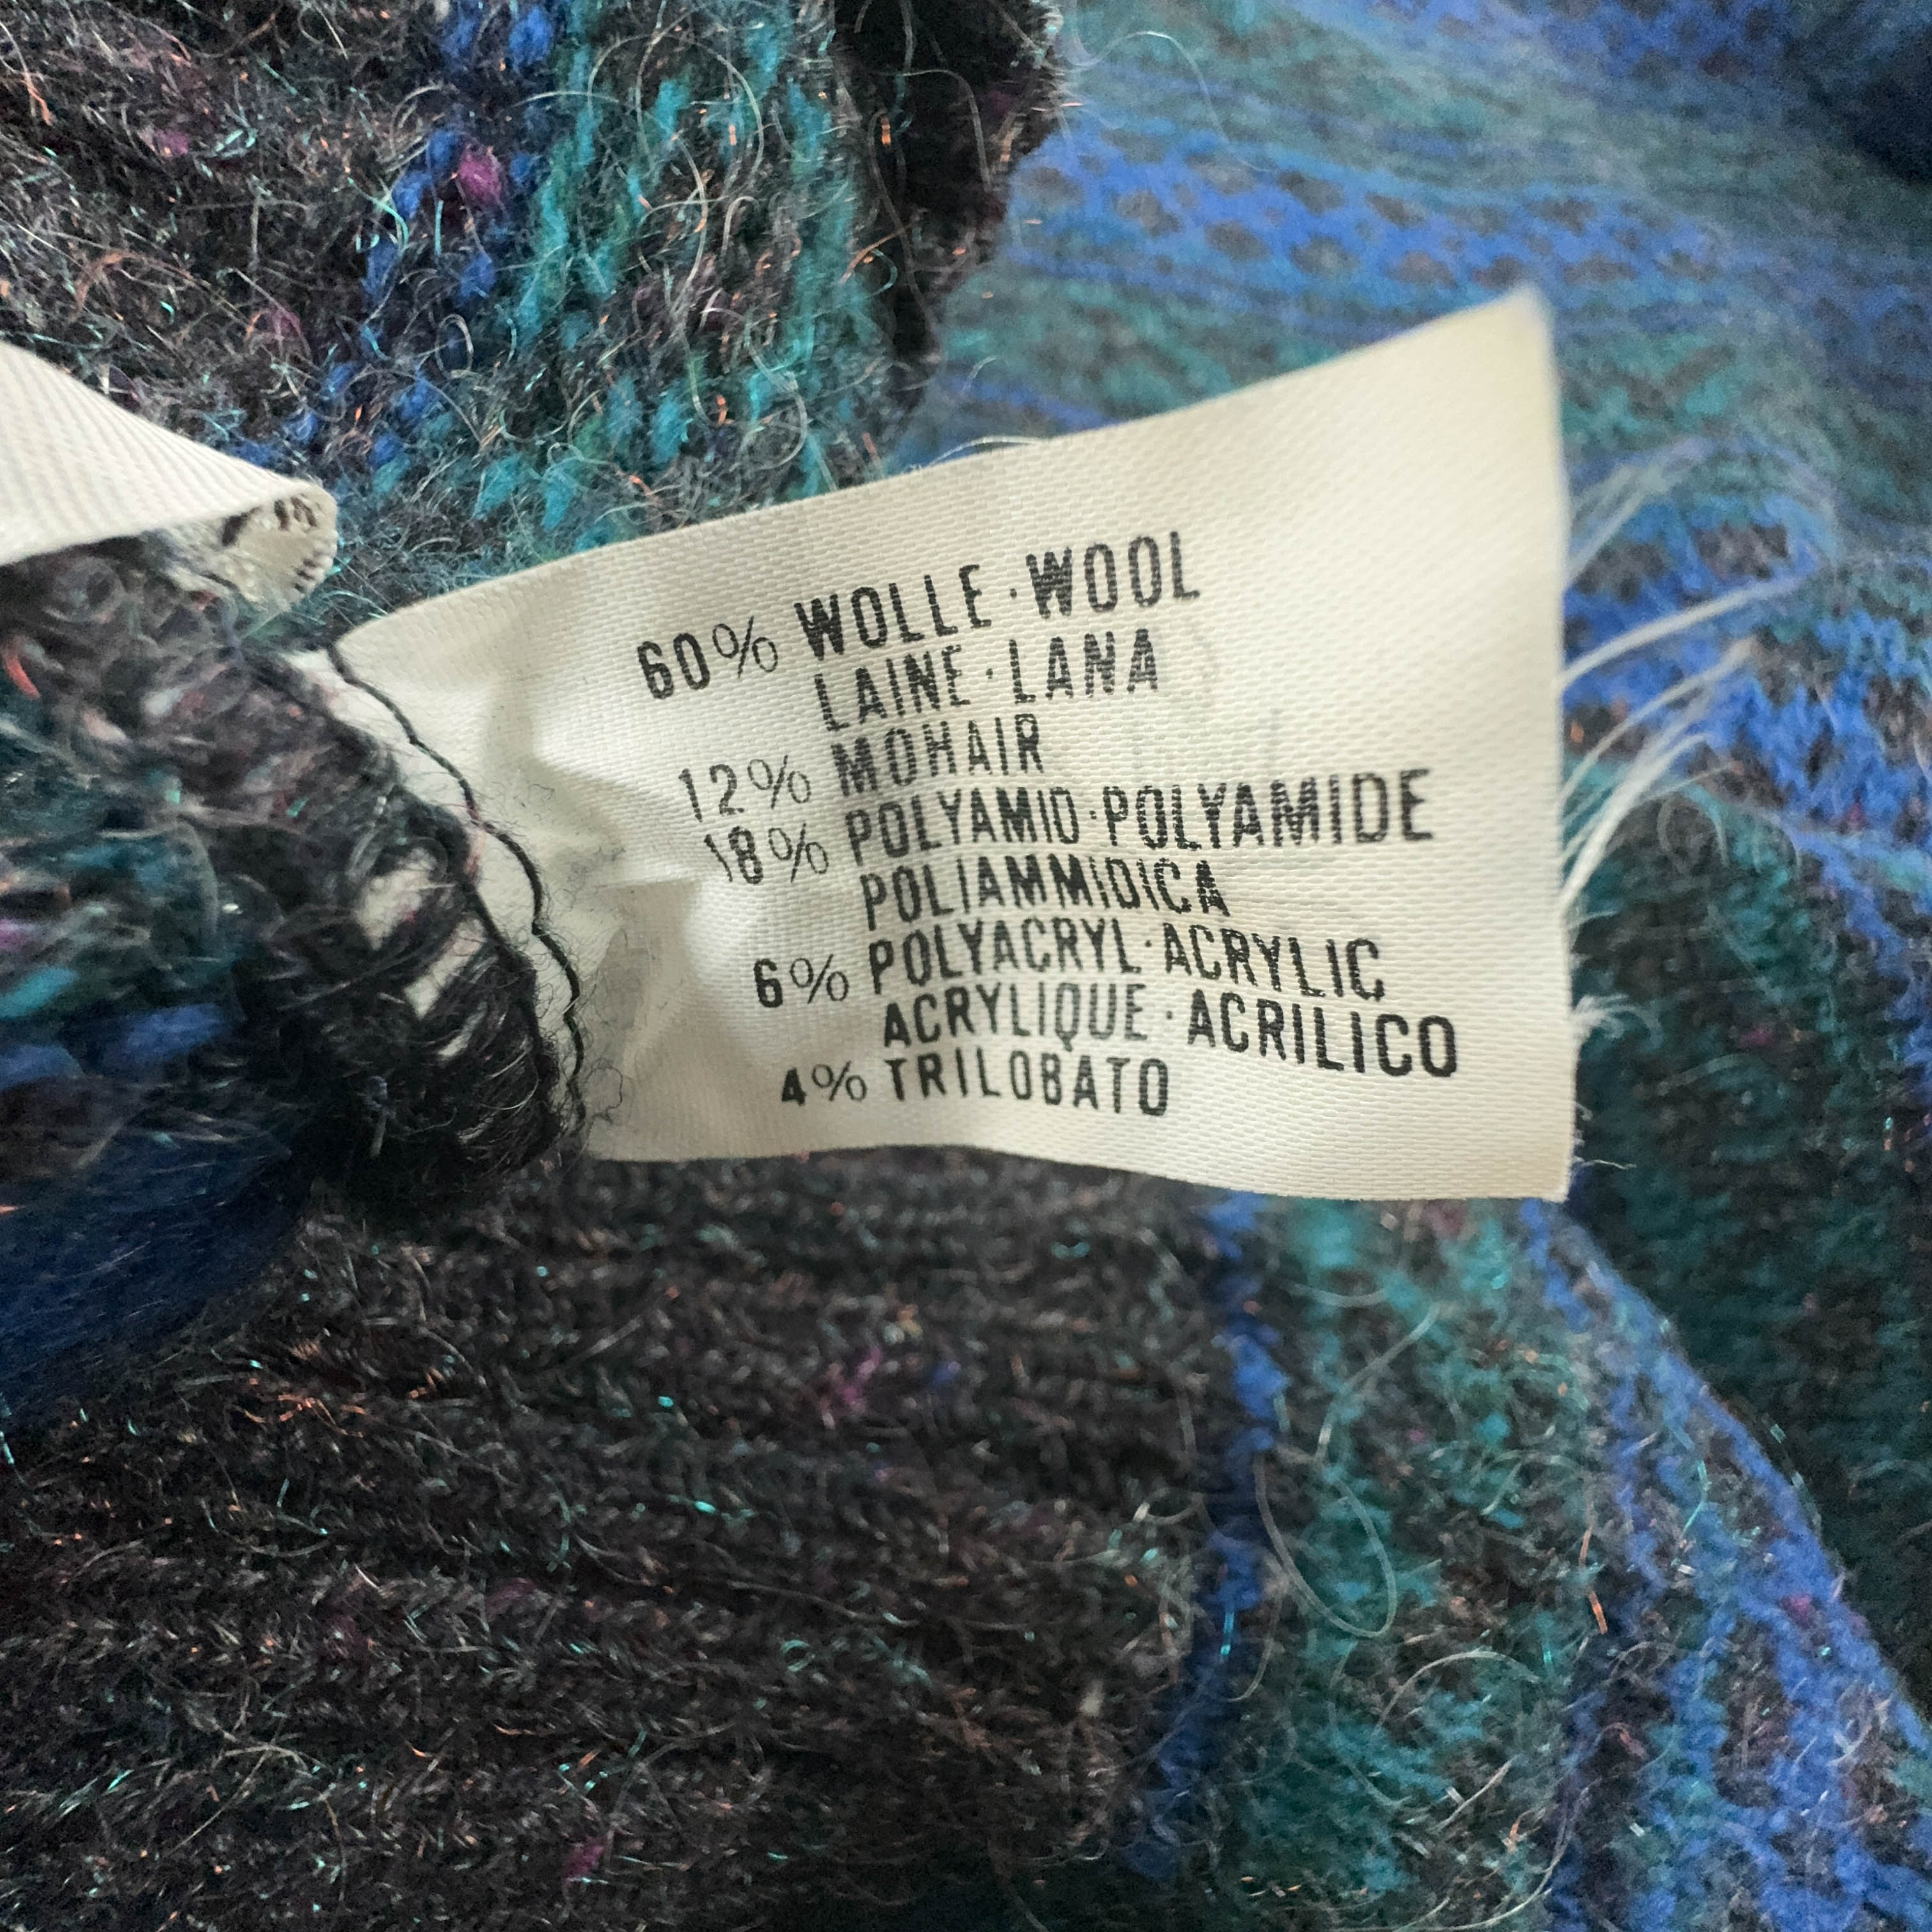 60% WOLLE·WOOL
LAINE·LANA
12% MOHAIR
18% POLYAMID·POLYAMIDE
POLIAMMIDICA
6% POLYACRYL·ACRYLIC
ACRYLIQUE·ACRILICO
4% TRILOBATO